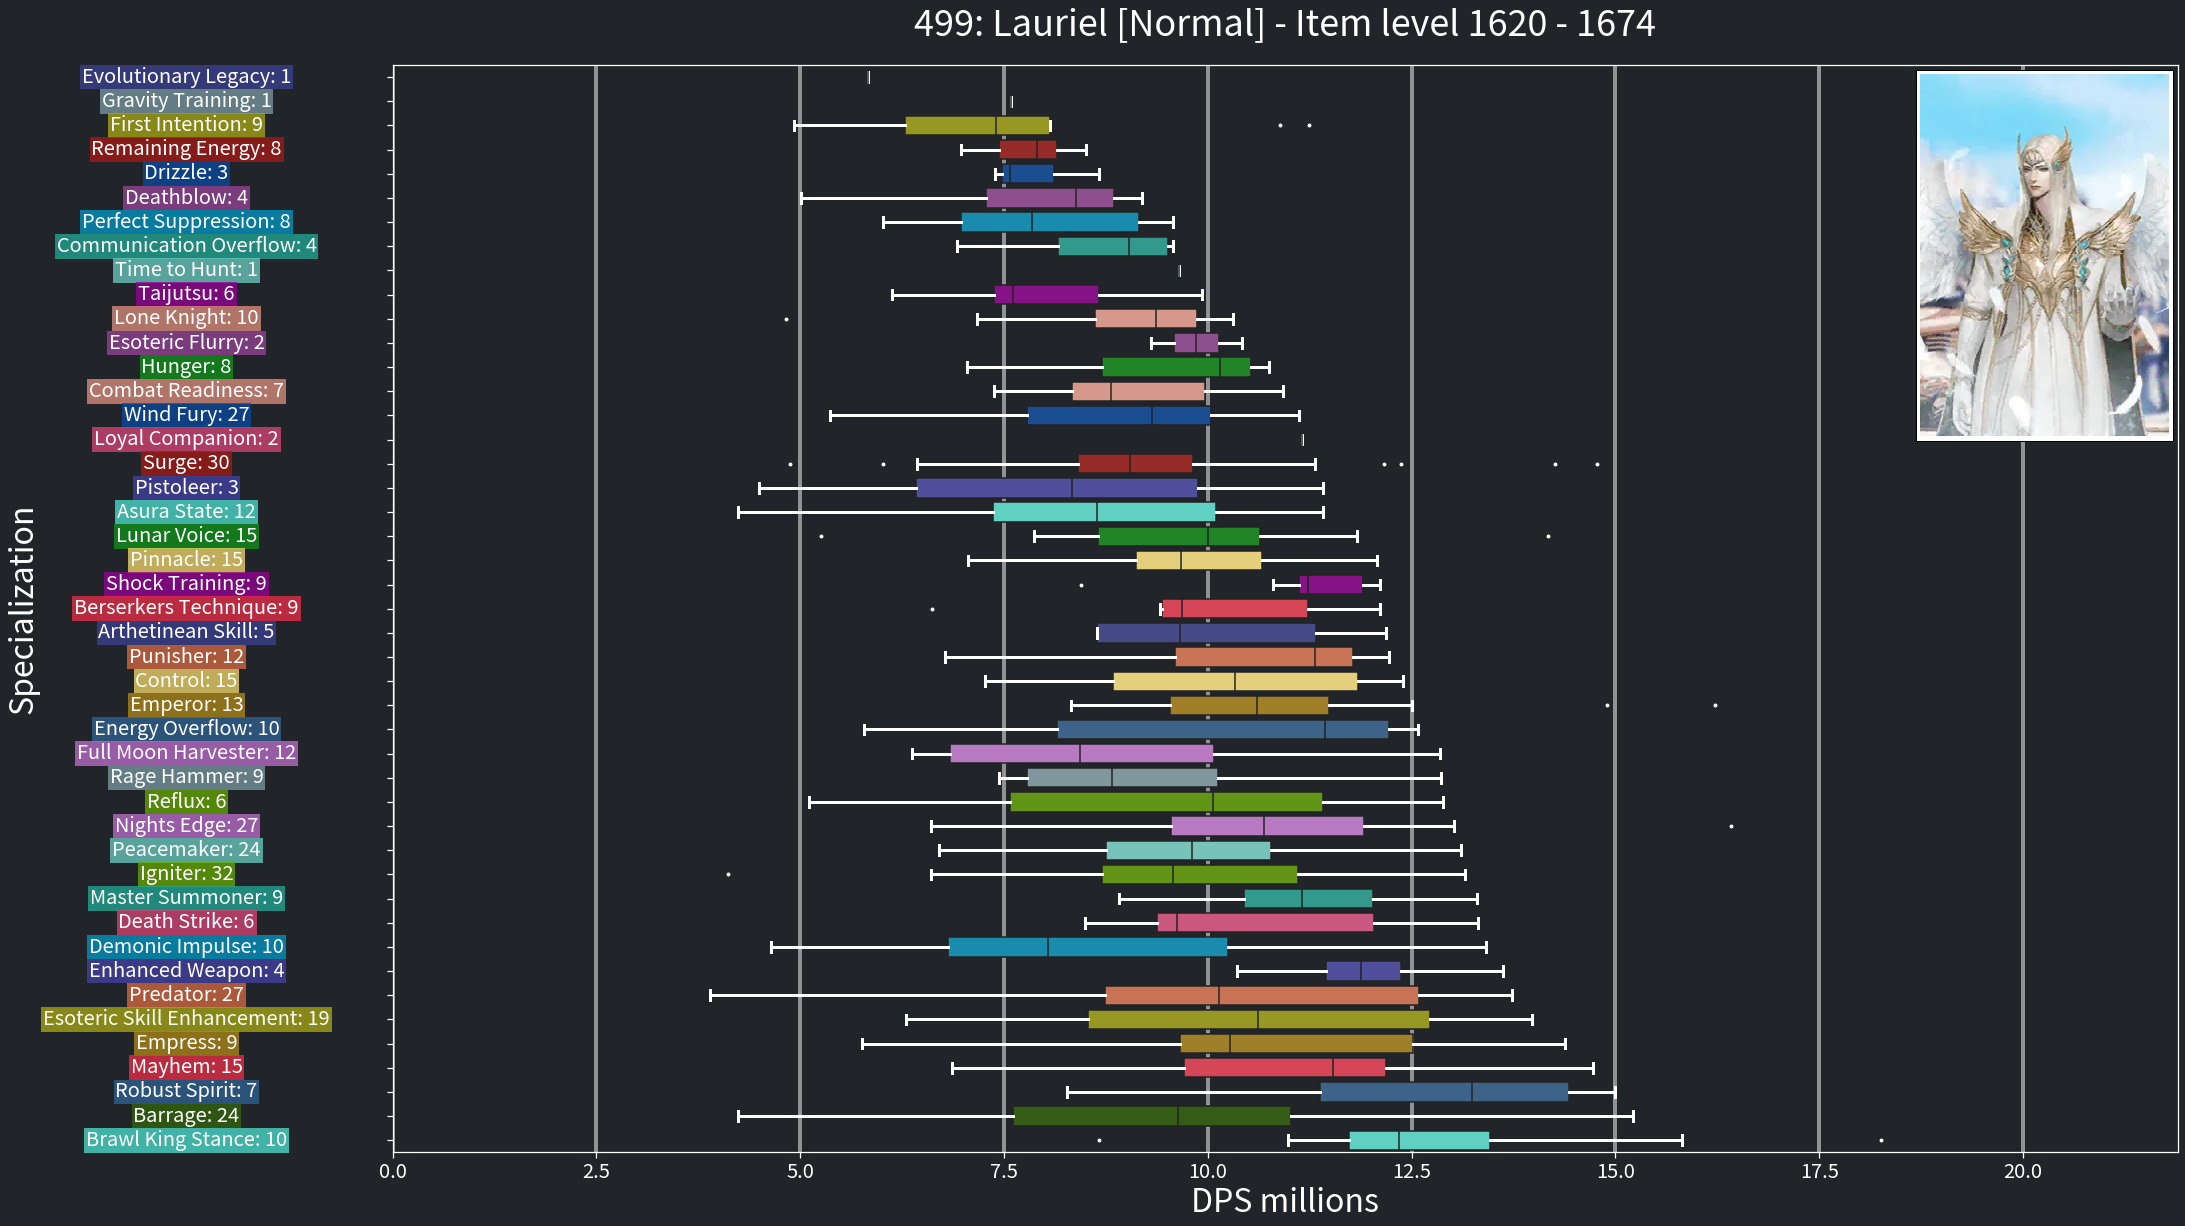 499: Lauriel [Normal] - Item level 1620 - 1674
Evolutionary Legacy: 1
Gravity Training: 1
First Intention: 9
Remaining Energy: 8
Drizzle: 3
Deathblow: 4
Perfect Suppression: 8
Communication Overflow: 4
Time to Hunt: 1
Taijutsu: 6
Lone Knight: 10
Esoteric Flurry: 2
Hunger: 8
Combat Readiness: 7
Wind Fury: 27
Loyal Companion: 2
Surge: 30
Pistoleer: 3
Asura State: 12
Lunar Voice: 15
Pinnacle: 15
Shock Training: 9
Berserkers Technique: 9
Arthetinean Skill: 5
Punisher: 12
Control: 15
Emperor: 13
Energy Overflow: 10
Full Moon Harvester: 12
Rage Hammer: 9
Reflux: 6
Nights Edge: 27
Peacemaker: 24
Igniter: 32
Master Summoner: 9
Death Strike: 6
Demonic Impulse: 10
Enhanced Weapon: 4
Predator: 27
Esoteric Skill Enhancement: 19
Empress: 9
Mayhem: 15
Robust Spirit: 7
Barrage: 24
Brawl King Stance: 10
Specialization
0.0 2.5 5.0 7.5 10.0 12.5 15.0 17.5 20.0
DPS millions